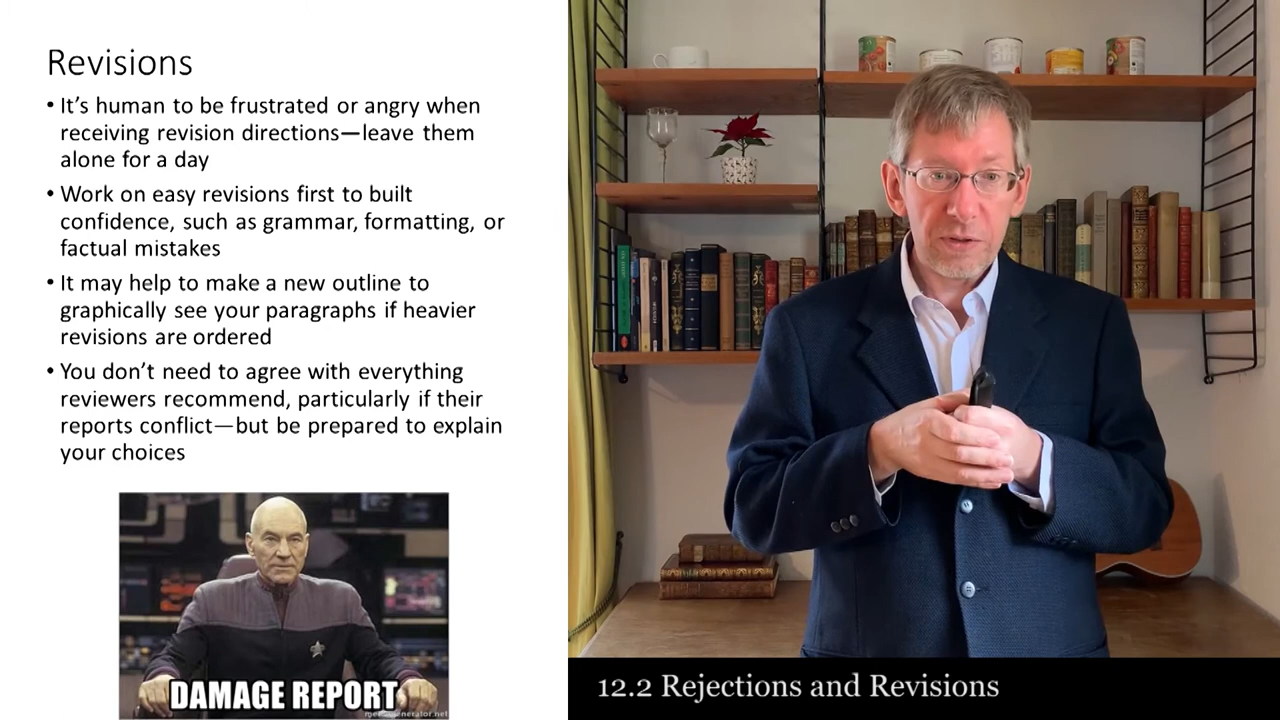 Revisions
• It’s human to be frustrated or angry when
receiving revision directions—leave them
alone for a day
• Work on easy revisions first to built
confidence, such as grammar, formatting, or
factual mistakes
• It may help to make a new outline to
graphically see your paragraphs if heavier
revisions are ordered
• You don’t need to agree with everything
reviewers recommend, particularly if their
reports conflict—but be prepared to explain
your choices
DAMAGE REPORT
12.2 Rejections and Revisions